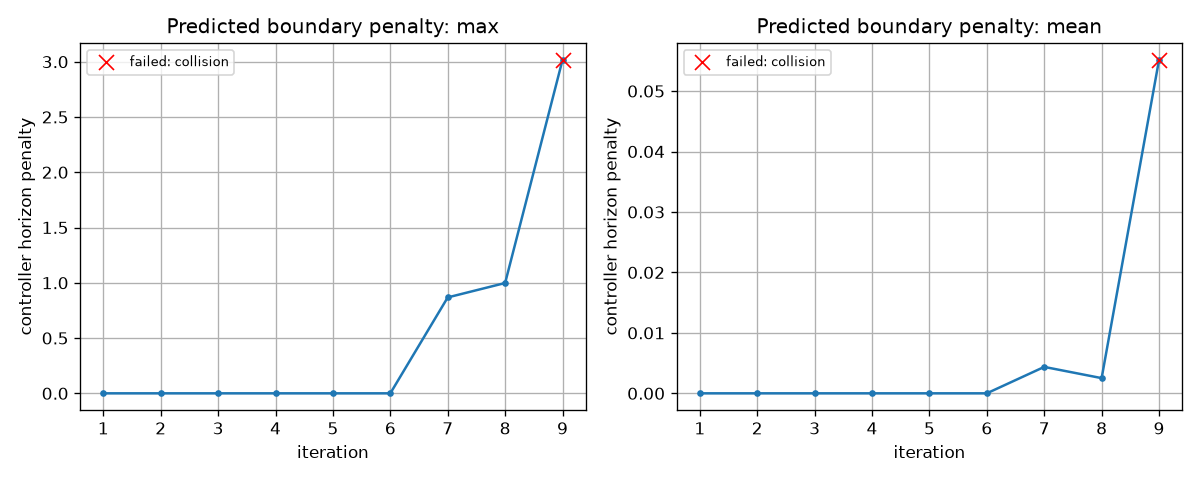 Predicted boundary penalty: max
failed: collision
controller horizon penalty
3.0
2.5
2.0
1.5
1.0
0.5
0.0
1 2 3 4 5 6 7 8 9
iteration
Predicted boundary penalty: mean
failed: collision
controller horizon penalty
0.05
0.04
0.03
0.02
0.01
0.00
1 2 3 4 5 6 7 8 9
iteration